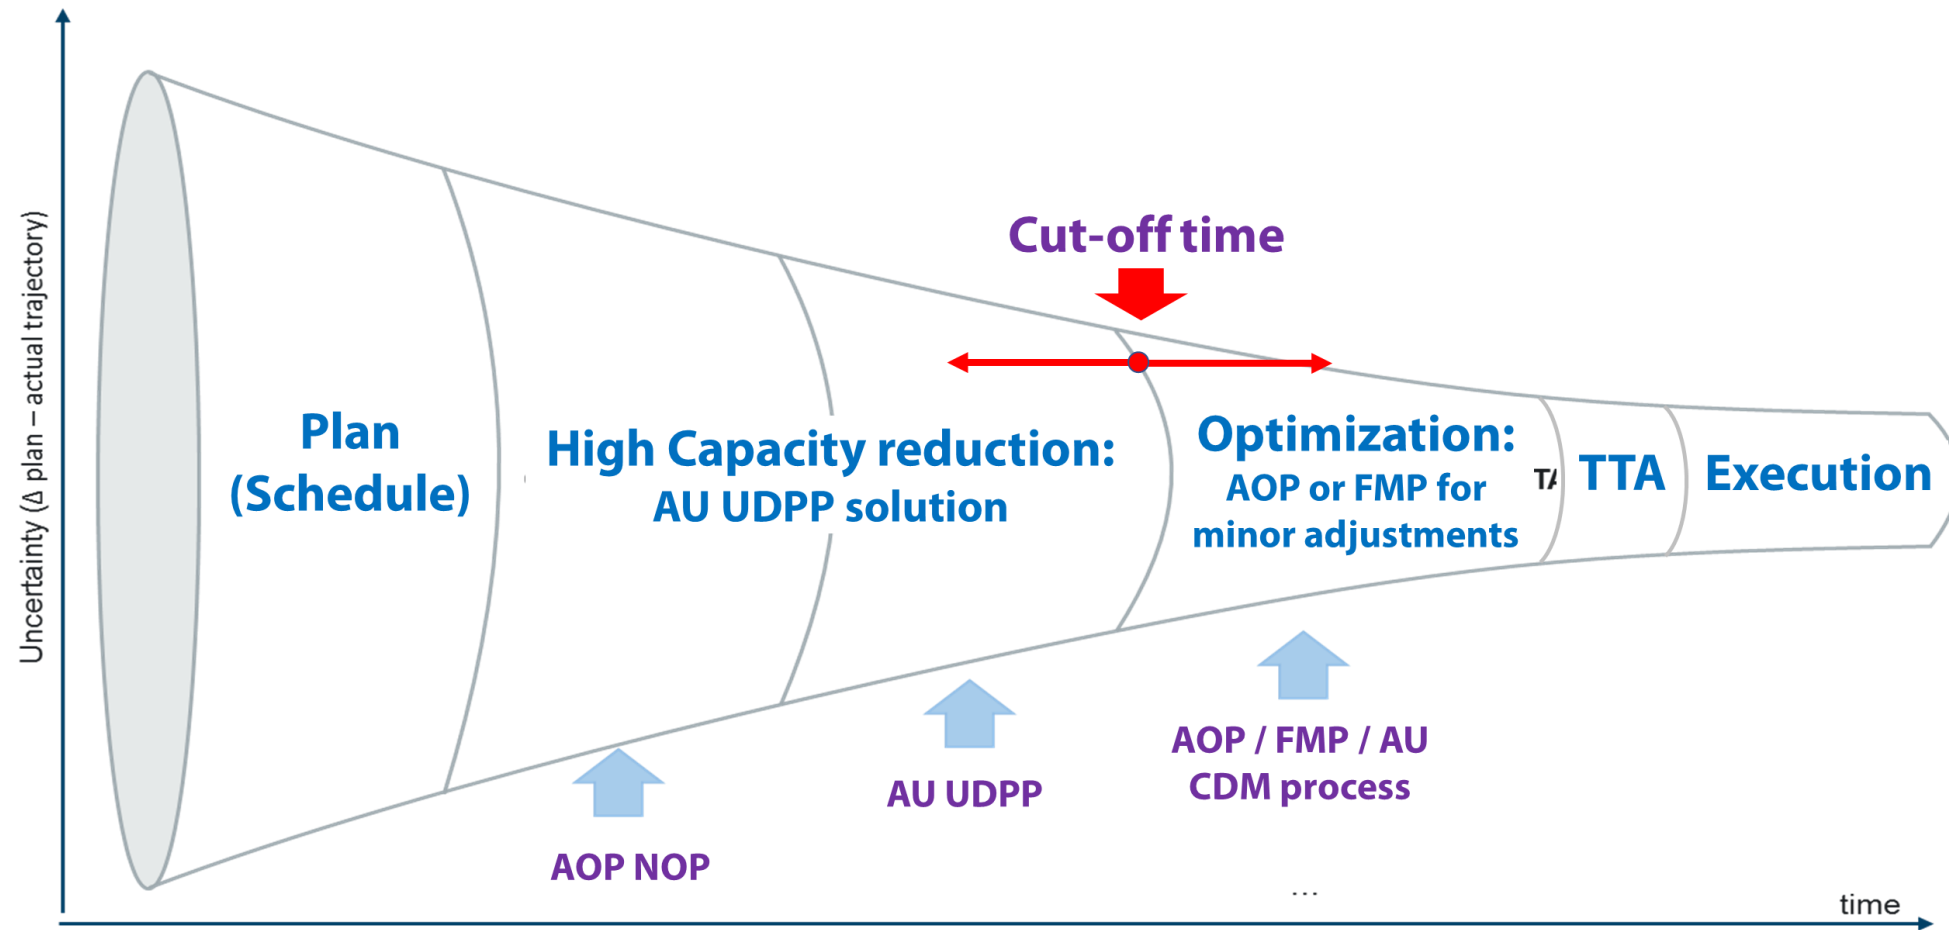 Uncertainty (Δ plan – actual trajectory)
Cut-off time
Plan
(Schedule)
High Capacity reduction:
AU UDPP solution
Optimization:
AOP or FMP for
minor adjustments
TTA
Execution
AOP NOP
AU UDPP
AOP / FMP / AU
CDM process
...
time